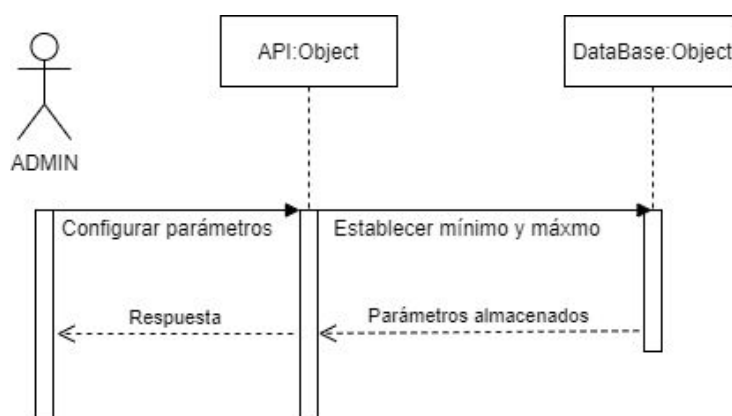 API:Object
DataBase:Object
ADMIN
Configurar parámetros
Establecer mínimo y máxmo
Respuesta
Parámetros almacenados